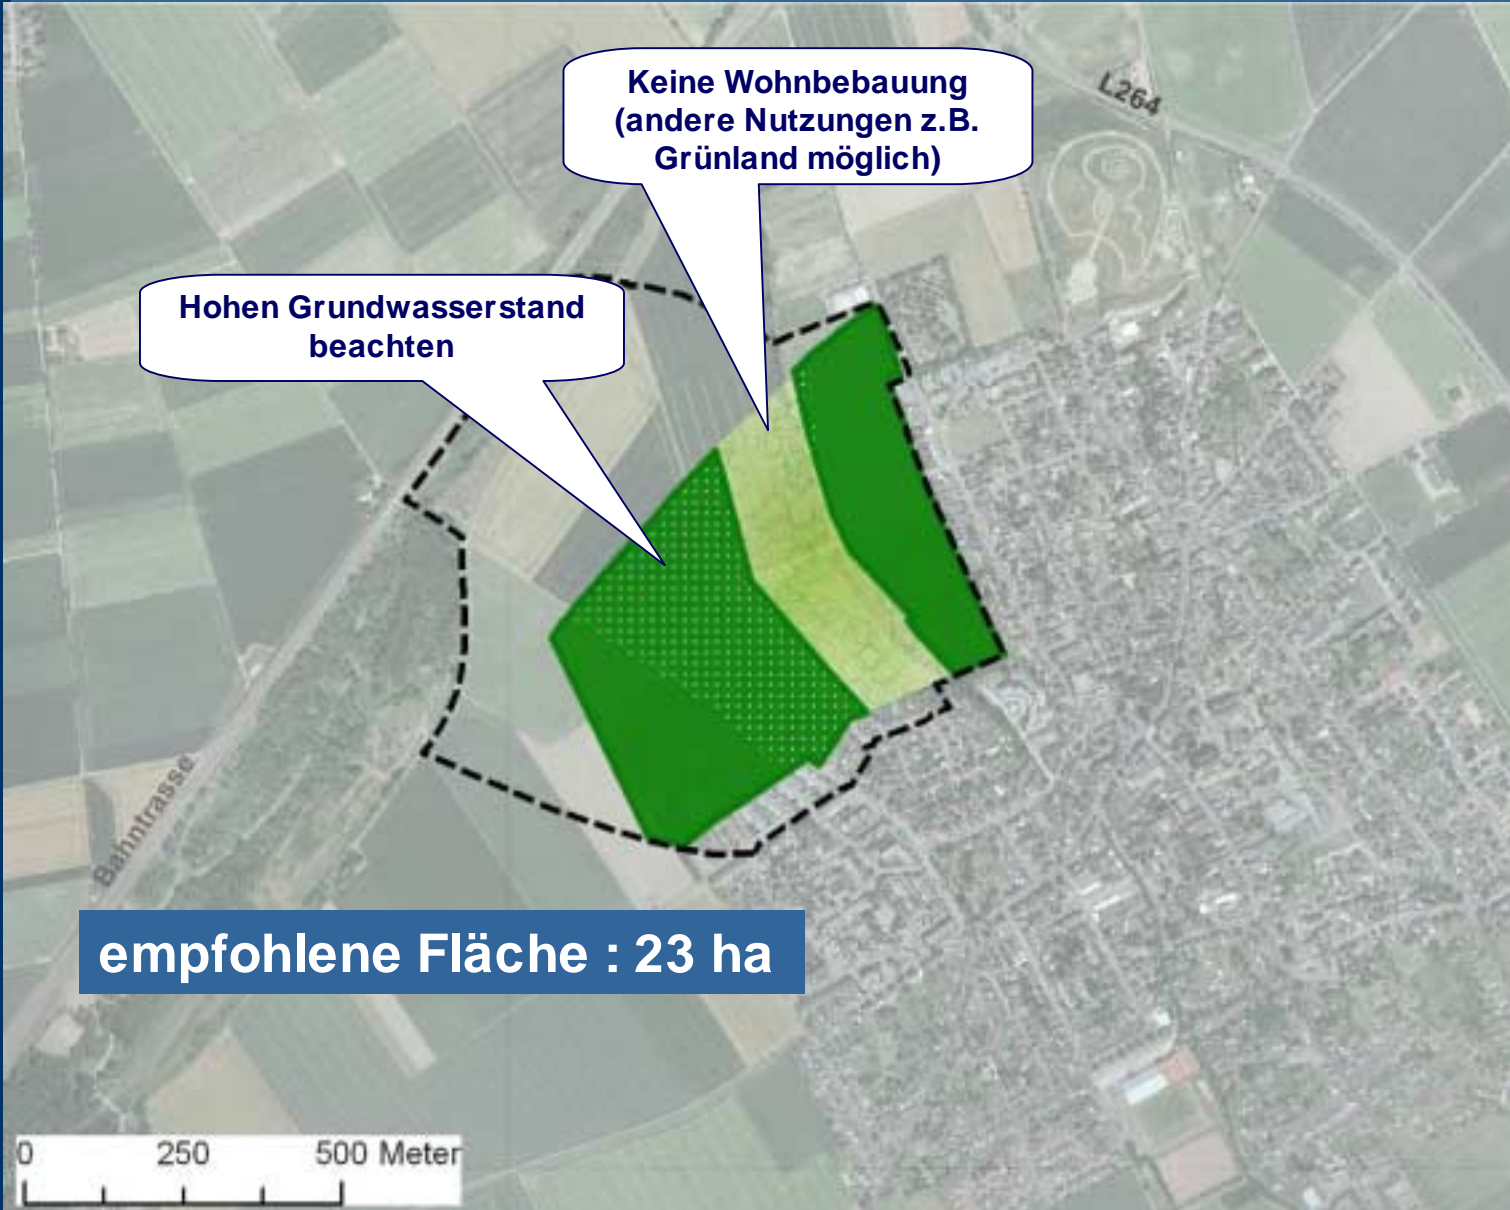 Keine Wohnbebauung
(andere Nutzungen z.B.
Grünland möglich)
L264
Hohen Grundwasserstand
beachten
Bahntrasse
empfohlene Fläche : 23 ha
0 250 500 Meter